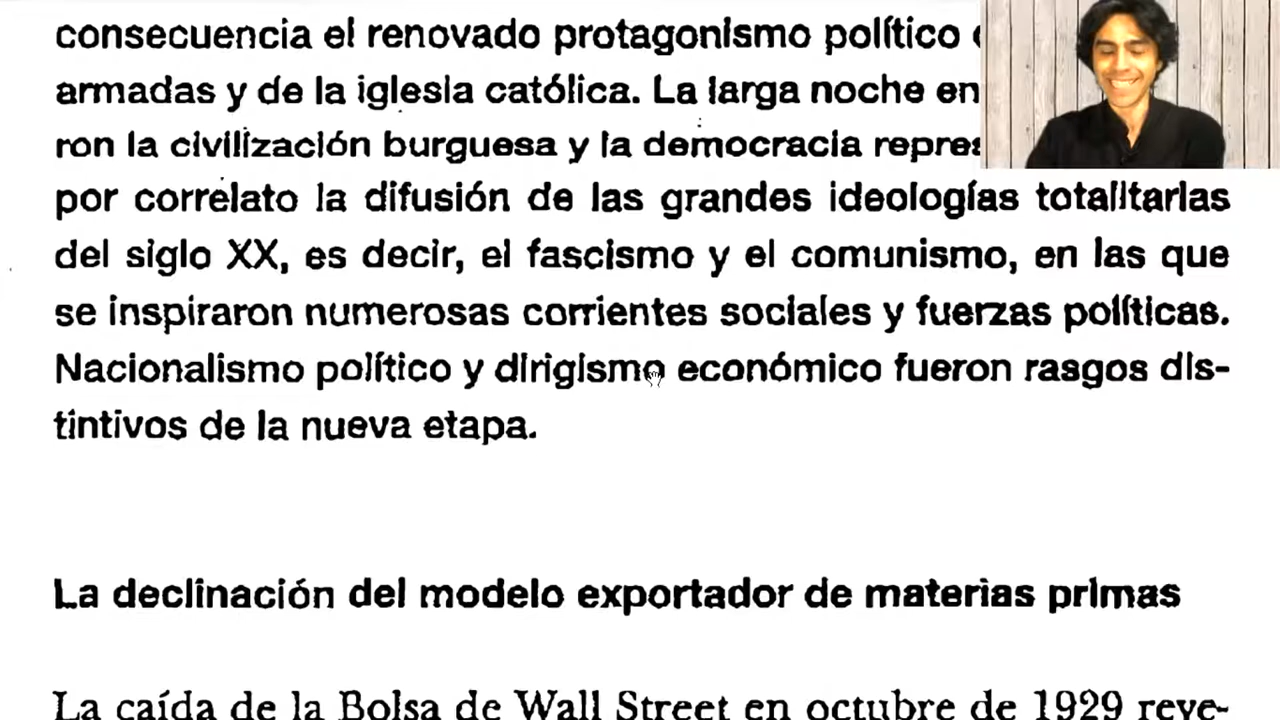 consecuencia el renovado protagonismo político
armadas y de la iglesia católica. La larga noche en
ron la civilización burguesa y la democracia repres
por correlato la difusión de las grandes ideologías totalitarias
del siglo XX, es decir, el fascismo y el comunismo, en las que
se inspiraron numerosas corrientes sociales y fuerzas políticas.
Nacionalismo político y dirigismo económico fueron rasgos dis-
tintivos de la nueva etapa.
La declinación del modelo exportador de materias primas
La caída de la Bolsa de Wall Street en octubre de 1929 reve-